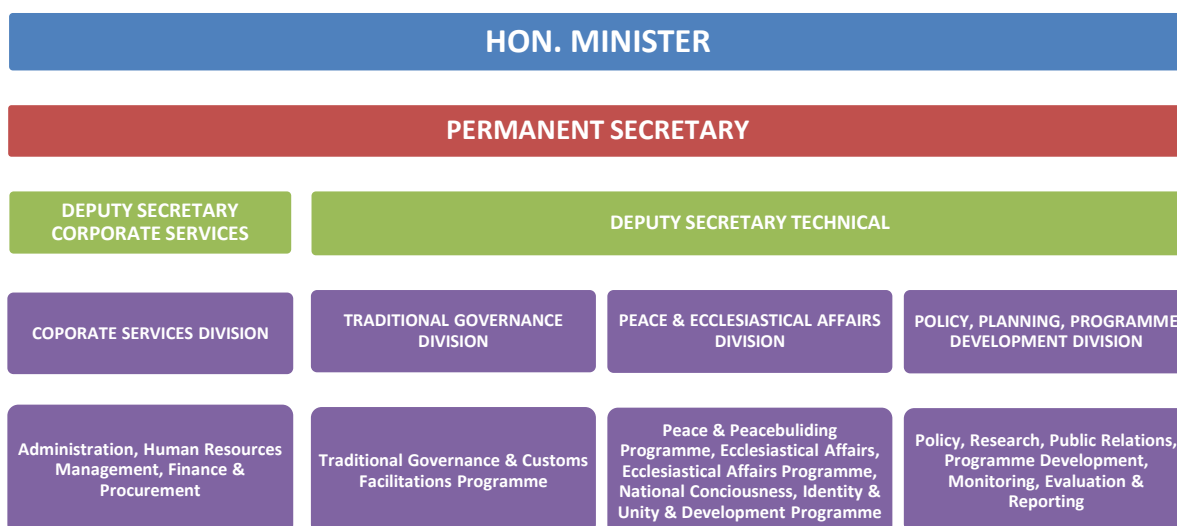 HON. MINISTER
PERMANENT SECRETARY
DEPUTY SECRETARY
CORPORATE SERVICES
DEPUTY SECRETARY TECHNICAL
COPORATE SERVICES DIVISION
TRADITIONAL GOVERNANCE
DIVISION
PEACE & ECCLESIASTICAL AFFAIRS
DIVISION
POLICY, PLANNING, PROGRAMME
DEVELOPMENT DIVISION
Administration, Human Resources
Management, Finance &
Procurement
Traditional Governance & Customs
Facilitations Programme
Peace & Peacebuliding
Programme, Ecclesiastical Affairs,
Ecclesiastical Affairs Programme,
National Conciousness, Identity &
Unity & Development Programme
Policy, Research, Public Relations,
Programme Development,
Monitoring, Evaluation &
Reporting